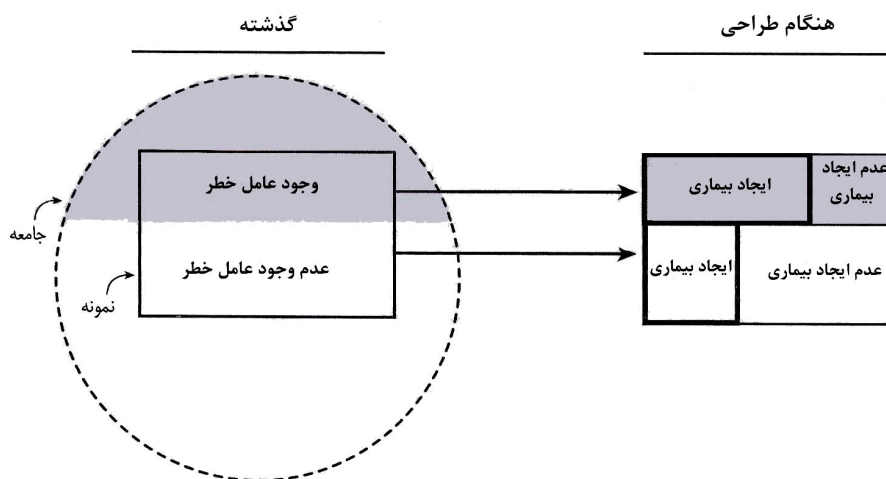 هنگام طراحی
گذشته
وجود عامل خطر
عدم وجود عامل خطر
جامعه
نمونه
عدم ایجاد
بیماری
ایجاد بیماری
ایجاد بیماری
عدم ایجاد بیماری